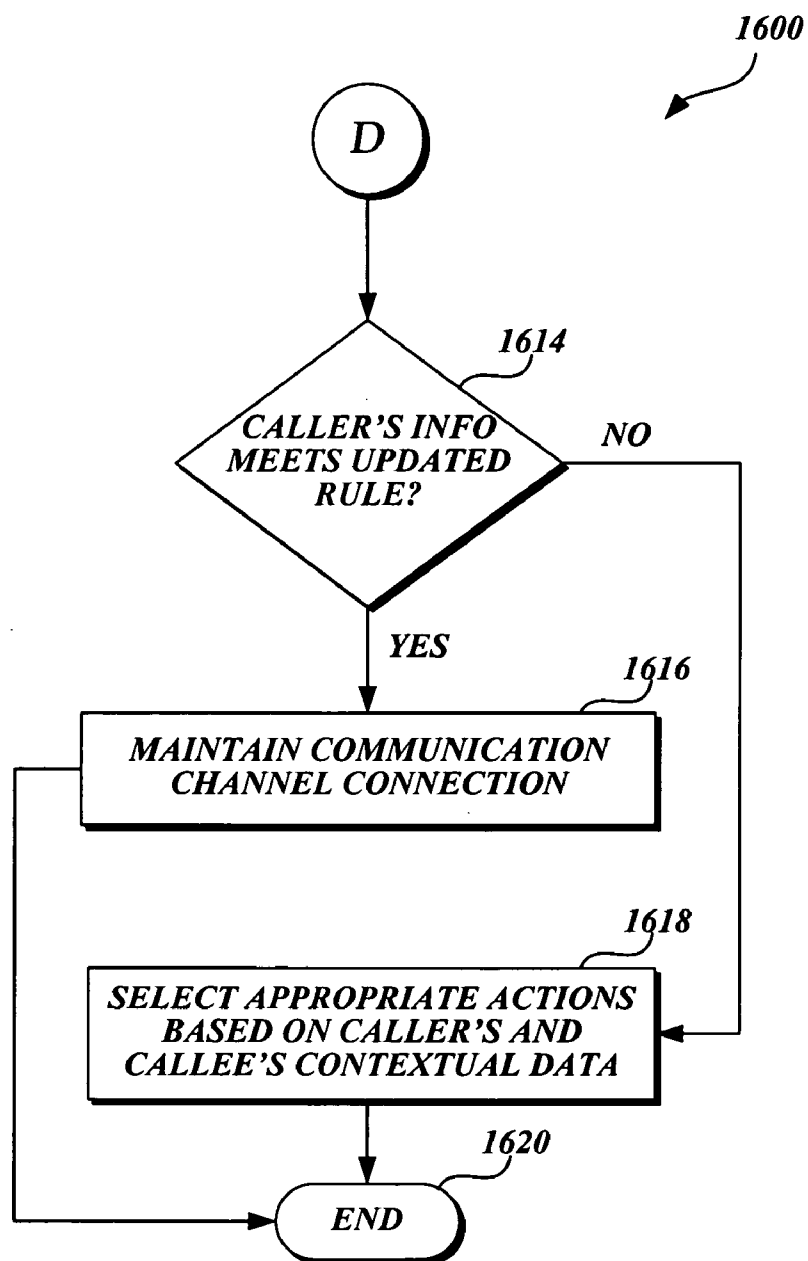 1600
D
1614
CALLER'S INFO
MEETS UPDATED
RULE?
NO
YES
1616
MAINTAIN COMMUNICATION
CHANNEL CONNECTION
1618
SELECT APPROPRIATE ACTIONS
BASED ON CALLER'S AND
CALLEE'S CONTEXTUAL DATA
1620
END